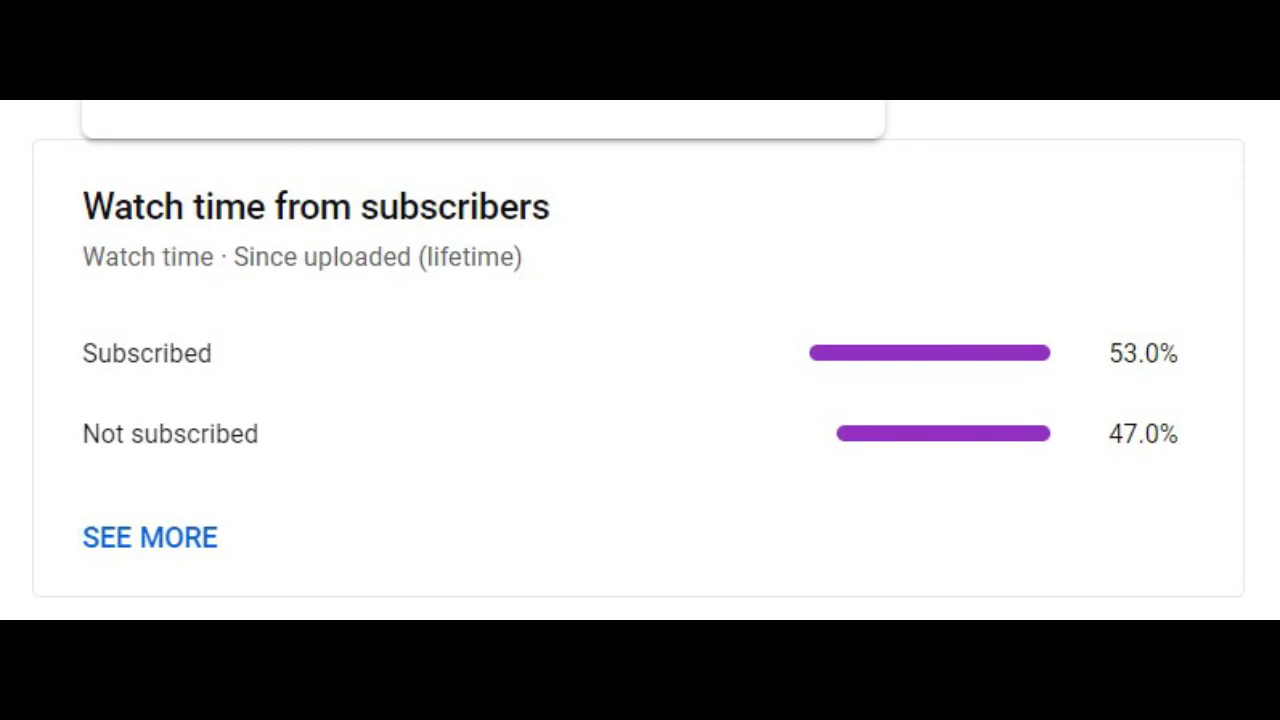 Watch time from subscribers
Watch time · Since uploaded (lifetime)
Subscribed 53.0%
Not subscribed 47.0%
SEE MORE